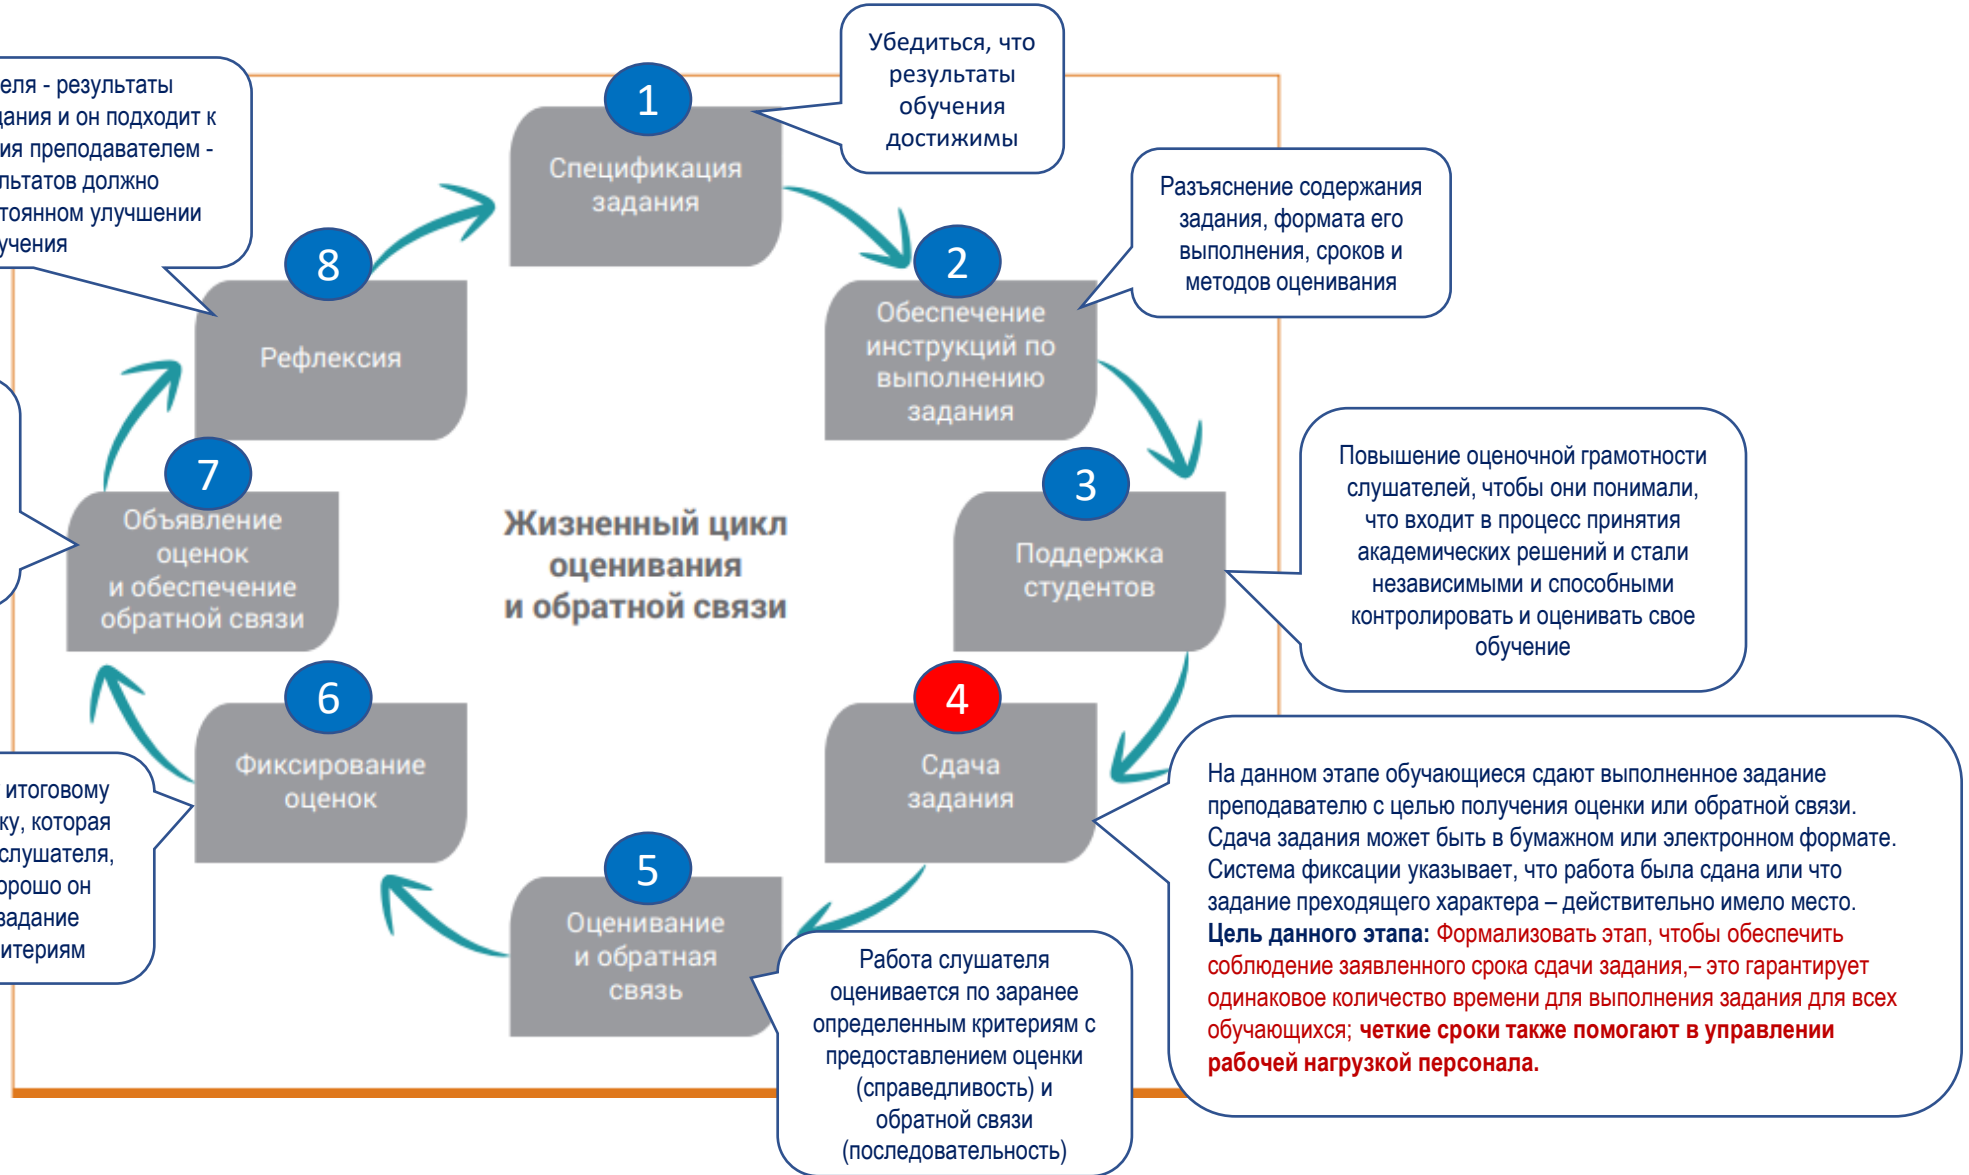 1
Спецификация
задания
Убедиться, что
результаты
обучения
достижимы
2
Обеспечение
инструкций по
выполнению
задания
Разъяснение содержания
задания, формата его
выполнения, сроков и
методов оценивания
3
Поддержка
студентов
Повышение оценочной грамотности
слушателей, чтобы они понимали,
что входит в процесс принятия
академических решений и стали
независимыми и способными
контролировать и оценивать свое
обучение
4
Сдача
задания
На данном этапе обучающиеся сдают выполненное задание
преподавателю с целью получения оценки или обратной связи.
Сдача задания может быть в бумажном или электронном формате.
Система фиксации указывает, что работа была сдана или что
задание преходящего характера – действительно имело место.
Цель данного этапа: Формализовать этап, чтобы обеспечить
соблюдение заявленного срока сдачи задания,– это гарантирует
одинаковое количество времени для выполнения задания для всех
обучающихся; четкие сроки также помогают в управлении
рабочей нагрузкой персонала.
5
Оценивание
и обратная
связь
Работа слушателя
оценивается по заранее
определенным критериям с
предоставлением оценки
(справедливость) и
обратной связи
(последовательность)
6
Фиксирование
оценок
итоговому
которая
слушателя,
он
задание
7
Объявление
оценок
и обеспечение
обратной связи
8
Рефлексия
- результаты
и он подходит к
преподавателем -
должно
улучшении
Жизненный цикл
оценивания
и обратной связи